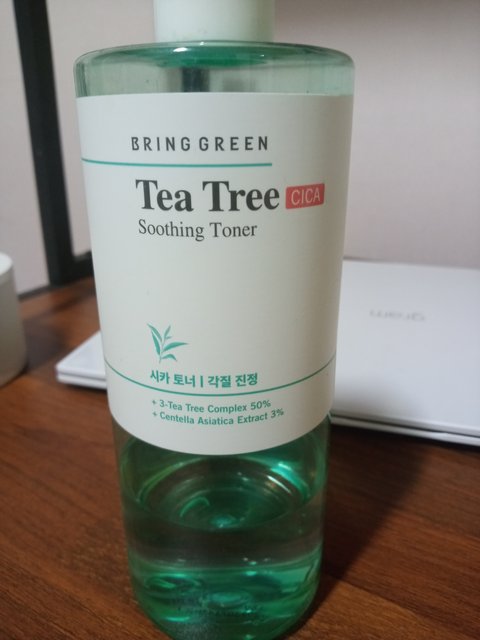 BRING GREEN
Tea Tree CICA
Soothing Toner
시카 토너 | 각질 진정
+ 3-Tea Tree Complex 50%
+ Centella Asiatica Extract 3%
gram